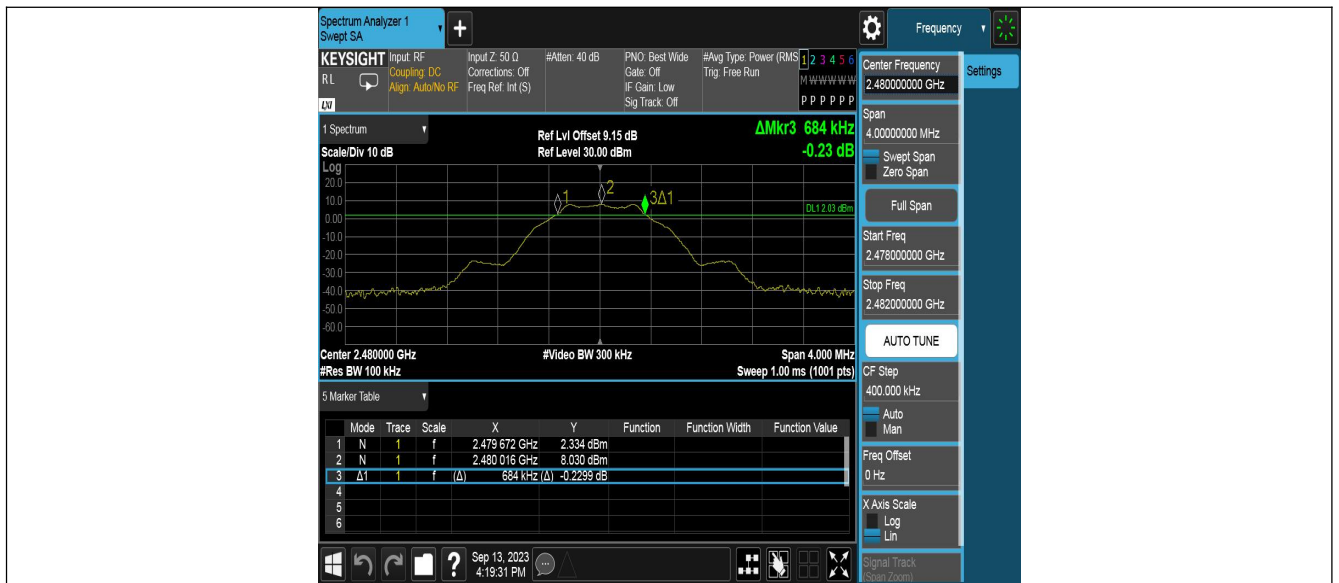 Spectrum Analyzer 1
Swept SA
Frequency
KEYSIGHT
RL
LXI
Input: RF
Coupling: DC
Align: Auto/No RF
Input Z: 50 Ω
Corrections: Off
Freq Ref: Int (S)
#Atten: 40 dB
PNO: Best Wide
Gate: Off
IF Gain: Low
Sig Track: Off
#Avg Type: Power (RMS
Trig: Free Run
1 2 3 4 5 6
M W W W W W
P P P P P P
1 Spectrum
Scale/Div 10 dB
Ref Lvl Offset 9.15 dB
Ref Level 30.00 dBm
ΔMkr3 684 kHz
-0.23 dB
Log
20.0
10.0
0.00
-10.0
-20.0
-30.0
-40.0
-50.0
-60.0
1
2
3Δ1
DL1 2.03 dBm
Center 2.480000 GHz
#Video BW 300 kHz
Span 4.000 MHz
#Res BW 100 kHz
Sweep 1.00 ms (1001 pts)
5 Marker Table
Mode Trace Scale X Y Function Function Width Function Value
1 N 1 f 2.479 672 GHz 2.334 dBm
2 N 1 f 2.480 016 GHz 8.030 dBm
3 Δ1 1 f (Δ) 684 kHz (Δ) -0.2299 dB
4
5
6
Sep 13, 2023
4:19:31 PM
Center Frequency
2.480000000 GHz
Settings
Span
4.00000000 MHz
Swept Span
Zero Span
Full Span
Start Freq
2.478000000 GHz
Stop Freq
2.482000000 GHz
AUTO TUNE
CF Step
400.000 kHz
Auto
Man
Freq Offset
0 Hz
X Axis Scale
Log
Lin
Signal Track
(Span Zoom)